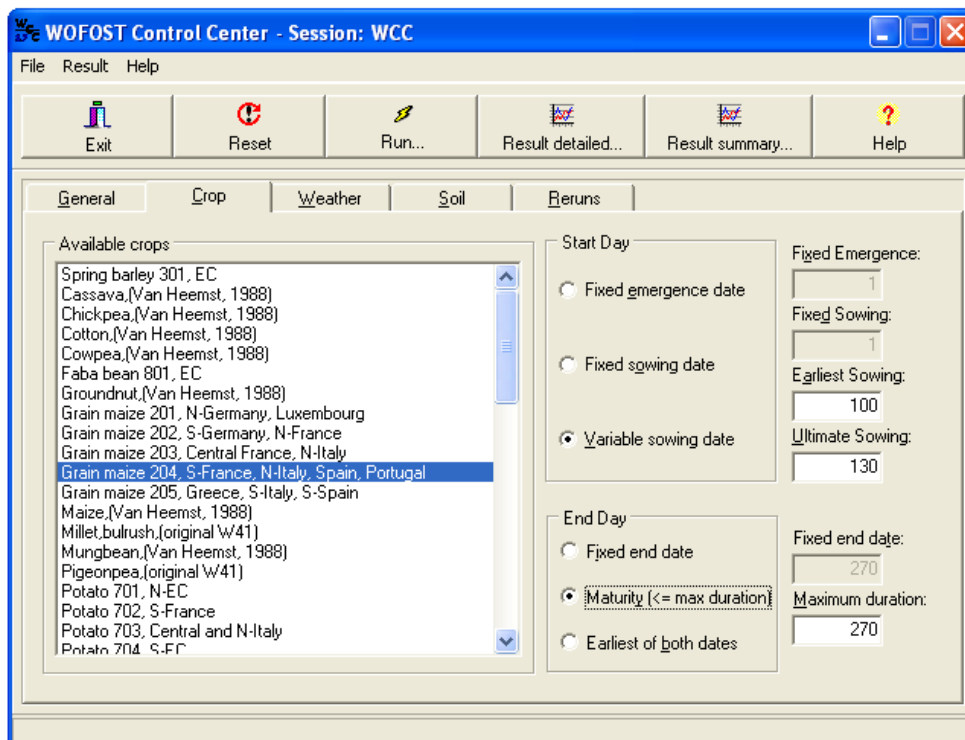 WOFOST Control Center - Session: WCC
File Result Help
Exit Reset Run... Result detailed... Result summary... Help
General Crop Weather Soil Reruns
Available crops
Spring barley 301, EC
Cassava,(Van Heemst, 1988)
Chickpea,(Van Heemst, 1988)
Cotton,(Van Heemst, 1988)
Cowpea,(Van Heemst, 1988)
Faba bean 801, EC
Groundnut,(Van Heemst, 1988)
Grain maize 201, N-Germany, Luxembourg
Grain maize 202, S-Germany, N-France
Grain maize 203, Central France, N-Italy
Grain maize 204, S-France, N-Italy, Spain, Portugal
Grain maize 205, Greece, S-Italy, S-Spain
Maize,(Van Heemst, 1988)
Millet,bulrush,(original W41)
Mungbean,(Van Heemst, 1988)
Pigeonpea,(original W41)
Potato 701, N-EC
Potato 702, S-France
Potato 703, Central and N-Italy
Potato 704, S-EC
Start Day
Fixed emergence date
Fixed sowing date
Variable sowing date
Fixed Emergence:
1
Fixed Sowing:
1
Earliest Sowing:
100
Ultimate Sowing:
130
End Day
Fixed end date
Maturity (<= max duration)
Earliest of both dates
Fixed end date:
270
Maximum duration:
270